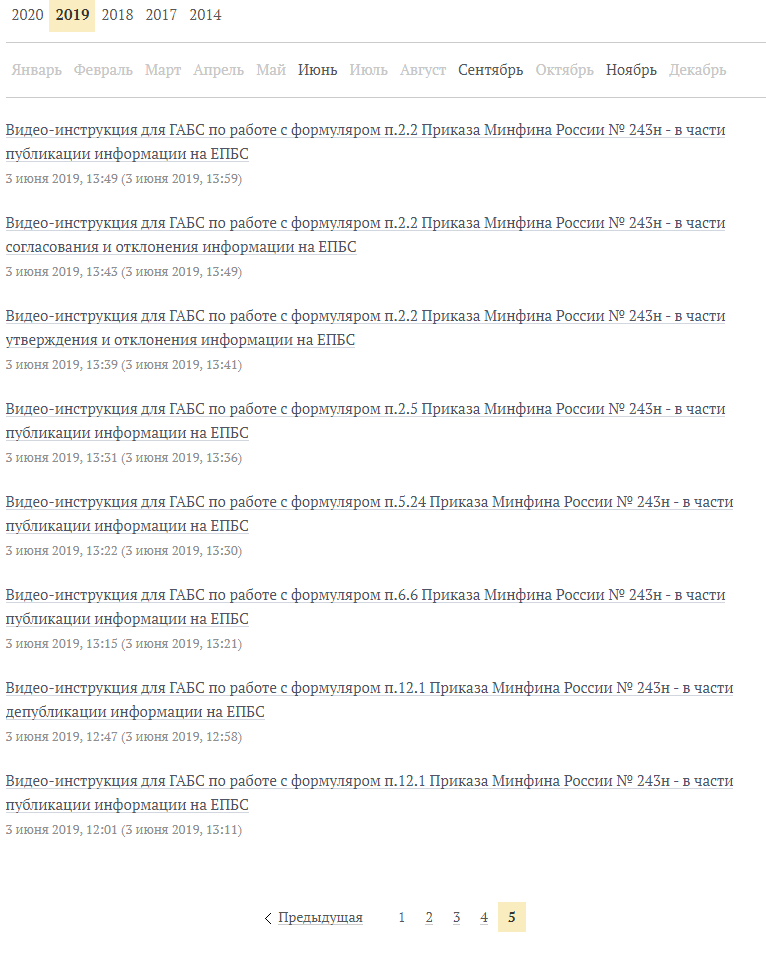 2020 2019 2018 2017 2014
Январь Февраль Март Апрель Май Июнь Июль Август Сентябрь Октябрь Ноябрь Декабрь
Видео-инструкция для ГАБС по работе с формуляром п.2.2 Приказа Минфина России № 243н - в части
публикации информации на ЕПБС
3 июня 2019, 13:49 (3 июня 2019, 13:59)
Видео-инструкция для ГАБС по работе с формуляром п.2.2 Приказа Минфина России № 243н - в части
согласования и отклонения информации на ЕПБС
3 июня 2019, 13:43 (3 июня 2019, 13:49)
Видео-инструкция для ГАБС по работе с формуляром п.2.2 Приказа Минфина России № 243н - в части
утверждения и отклонения информации на ЕПБС
3 июня 2019, 13:39 (3 июня 2019, 13:41)
Видео-инструкция для ГАБС по работе с формуляром п.2.5 Приказа Минфина России № 243н - в части
публикации информации на ЕПБС
3 июня 2019, 13:31 (3 июня 2019, 13:36)
Видео-инструкция для ГАБС по работе с формуляром п.5.24 Приказа Минфина России № 243н - в части
публикации информации на ЕПБС
3 июня 2019, 13:22 (3 июня 2019, 13:30)
Видео-инструкция для ГАБС по работе с формуляром п.6.6 Приказа Минфина России № 243н - в части
публикации информации на ЕПБС
3 июня 2019, 13:15 (3 июня 2019, 13:21)
Видео-инструкция для ГАБС по работе с формуляром п.12.1 Приказа Минфина России № 243н - в части
депубликации информации на ЕПБС
3 июня 2019, 12:47 (3 июня 2019, 12:58)
Видео-инструкция для ГАБС по работе с формуляром п.12.1 Приказа Минфина России № 243н - в части
публикации информации на ЕПБС
3 июня 2019, 12:01 (3 июня 2019, 13:11)
Предыдущая 1 2 3 4 5